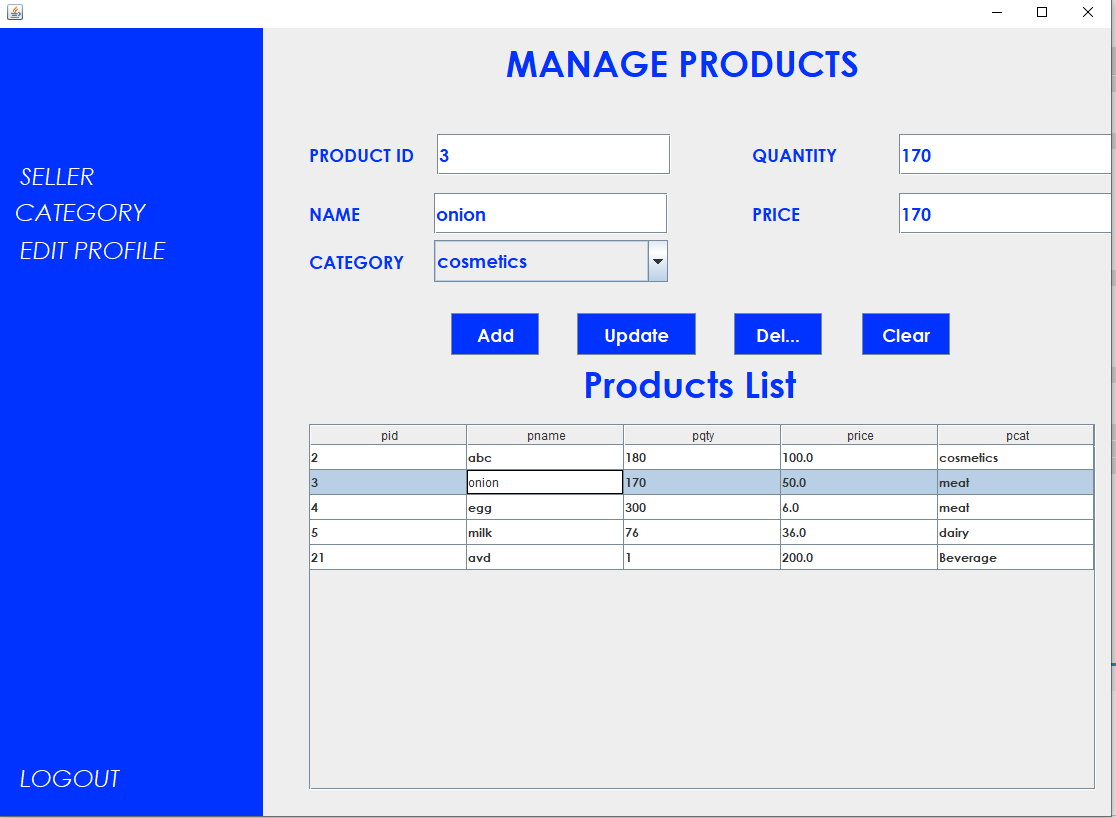 MANAGE PRODUCTS
SELLER
CATEGORY
EDIT PROFILE
LOGOUT
PRODUCT ID 3 QUANTITY 170
NAME onion PRICE 170
CATEGORY cosmetics
Add Update Del... Clear
Products List
pid pname pqty price pcat
2 abc 180 100.0 cosmetics
3 onion 170 50.0 meat
4 egg 300 6.0 meat
5 milk 76 36.0 dairy
21 avd 1 200.0 Beverage